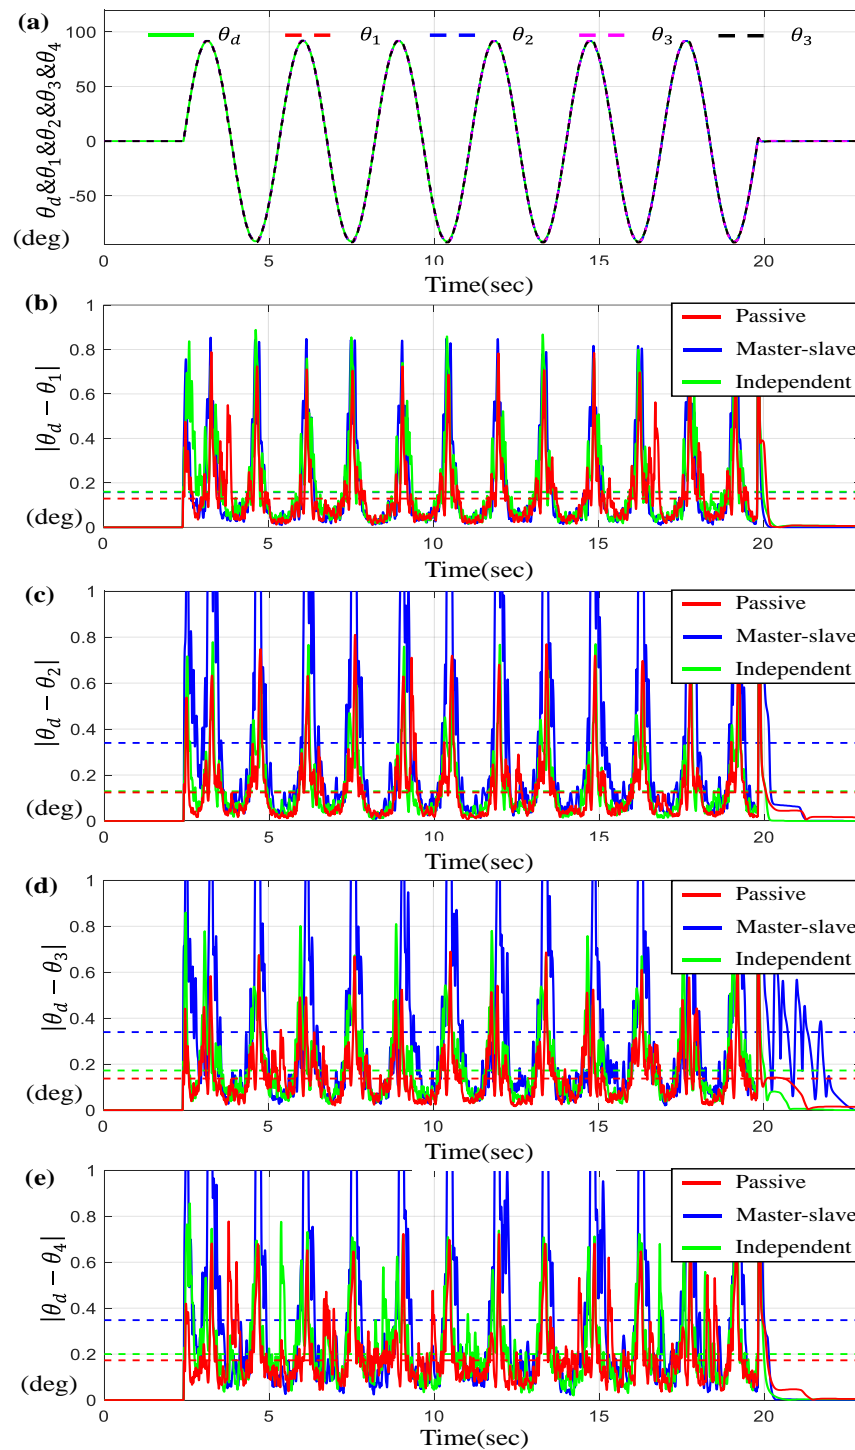 (a)
θd θ1 θ2 θ3 θ3
θd&θ1&θ2&θ3&θ4
(deg)
100
50
0
-50
0 5 10 15 20
Time(sec)
(b)
Passive
Master-slave
Independent
|θd − θ1|
(deg)
1
0.8
0.6
0.4
0.2
0
0 5 10 15 20
Time(sec)
(c)
Passive
Master-slave
Independent
|θd − θ2|
(deg)
1
0.8
0.6
0.4
0.2
0
0 5 10 15 20
Time(sec)
(d)
Passive
Master-slave
Independent
|θd − θ3|
(deg)
1
0.8
0.6
0.4
0.2
0
0 5 10 15 20
Time(sec)
(e)
Passive
Master-slave
Independent
|θd − θ4|
(deg)
1
0.8
0.6
0.4
0.2
0
0 5 10 15 20
Time(sec)